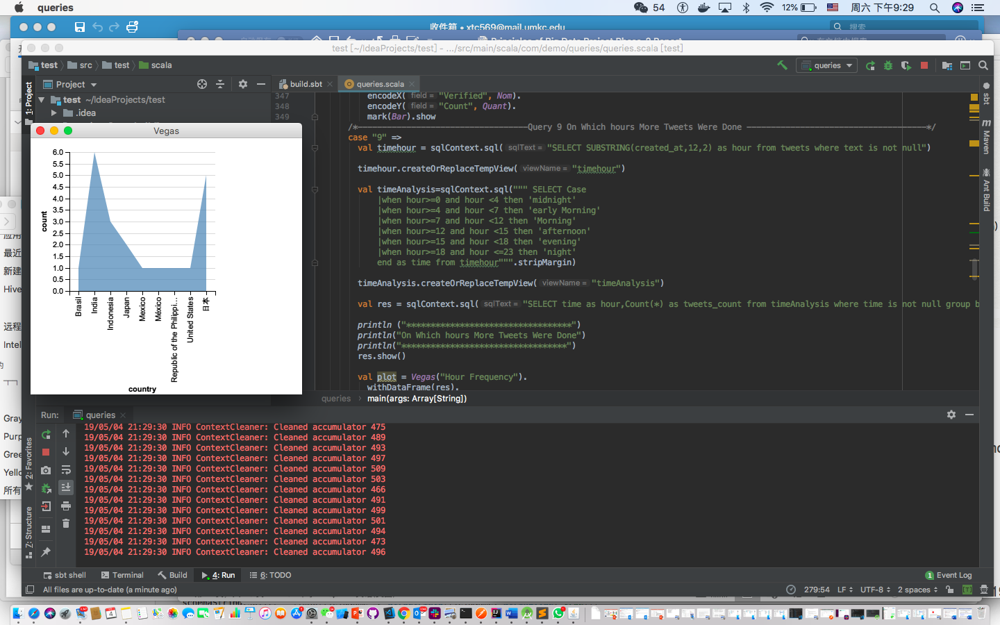 queries
54
12%
周六 下午9:29
收件箱 • xtc569@mail.umkc.edu
搜索
test [~/IdeaProjects/test] - .../src/main/scala/com/demo/queries/queries.scala [test]
test
src
test
scala
queries
Project
build.sbt
queries.scala
1: Project
test ~/IdeaProjects/test
.idea
347
348
349
encodeX( field = "Verified", Nom).
encodeY( field = "Count", Quant).
mark(Bar).show
/*———————————————Query 9 On Which hours More Tweets Were Done ———————————————*/
case "9" =>
val timehour = sqlContext.sql( sqlText = "SELECT SUBSTRING(created_at,12,2) as hour from tweets where text is not null")
timehour.createOrReplaceTempView( viewName = "timehour")
val timeAnalysis=sqlContext.sql(""" SELECT Case
|when hour>=0 and hour <4 then 'midnight'
|when hour>=4 and hour <7 then 'early Morning'
|when hour>=7 and hour <12 then 'Morning'
|when hour>=12 and hour <15 then 'afternoon'
|when hour>=15 and hour <18 then 'evening'
|when hour>=18 and hour <=23 then 'night'
end as time from timehour""".stripMargin)
timeAnalysis.createOrReplaceTempView( viewName = "timeAnalysis")
val res = sqlContext.sql( sqlText = "SELECT time as hour,Count(*) as tweets_count from timeAnalysis where time is not null group b
println ("**********************************")
println("On Which hours More Tweets Were Done")
println("**********************************")
res.show()
val plot = Vegas("Hour Frequency").
withDataFrame(res).
queries
main(args: Array[String])
sbt
Maven
Ant Build
Vegas
6.0
5.5
5.0
4.5
4.0
3.5
3.0
2.5
2.0
1.5
1.0
0.5
0.0
count
Brasil
India
Indonesia
Japan
Mexico
México
Republic of the Philippi...
United States
日本
country
最近
新建
Hive
远程
Intel
Gray
Purp
Gree
Yello
所有
Run:
queries
19/05/04 21:29:30 INFO ContextCleaner: Cleaned accumulator 475
19/05/04 21:29:30 INFO ContextCleaner: Cleaned accumulator 489
19/05/04 21:29:30 INFO ContextCleaner: Cleaned accumulator 493
19/05/04 21:29:30 INFO ContextCleaner: Cleaned accumulator 497
19/05/04 21:29:30 INFO ContextCleaner: Cleaned accumulator 509
19/05/04 21:29:30 INFO ContextCleaner: Cleaned accumulator 503
19/05/04 21:29:30 INFO ContextCleaner: Cleaned accumulator 466
19/05/04 21:29:30 INFO ContextCleaner: Cleaned accumulator 491
19/05/04 21:29:30 INFO ContextCleaner: Cleaned accumulator 499
19/05/04 21:29:30 INFO ContextCleaner: Cleaned accumulator 501
19/05/04 21:29:30 INFO ContextCleaner: Cleaned accumulator 494
19/05/04 21:29:30 INFO ContextCleaner: Cleaned accumulator 473
19/05/04 21:29:30 INFO ContextCleaner: Cleaned accumulator 496
2: Favorites
7: Structure
sbt shell
Terminal
Build
4: Run
6: TODO
1
Event Log
All files are up-to-date (a minute ago)
279:54
LF
UTF-8
2 spaces